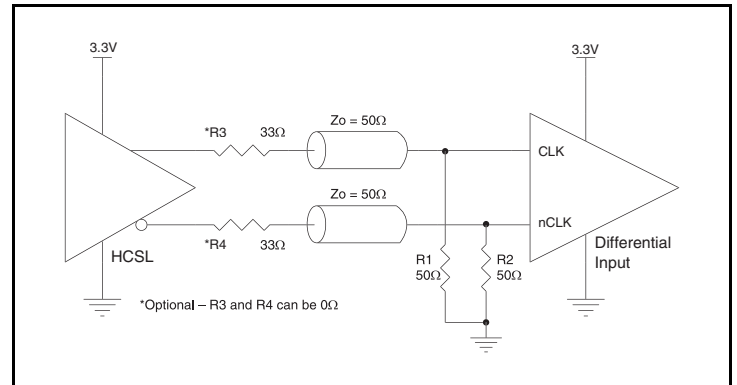 3.3V
3.3V
*R3 33Ω
Zo = 50Ω
CLK
Zo = 50Ω
nCLK
*R4 33Ω
HCSL
R1
50Ω
R2
50Ω
Differential
Input
*Optional – R3 and R4 can be 0Ω